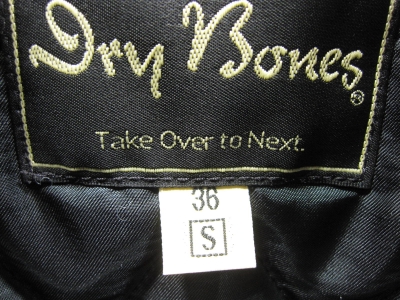 Dry Bones®
Take Over to Next.
36
S